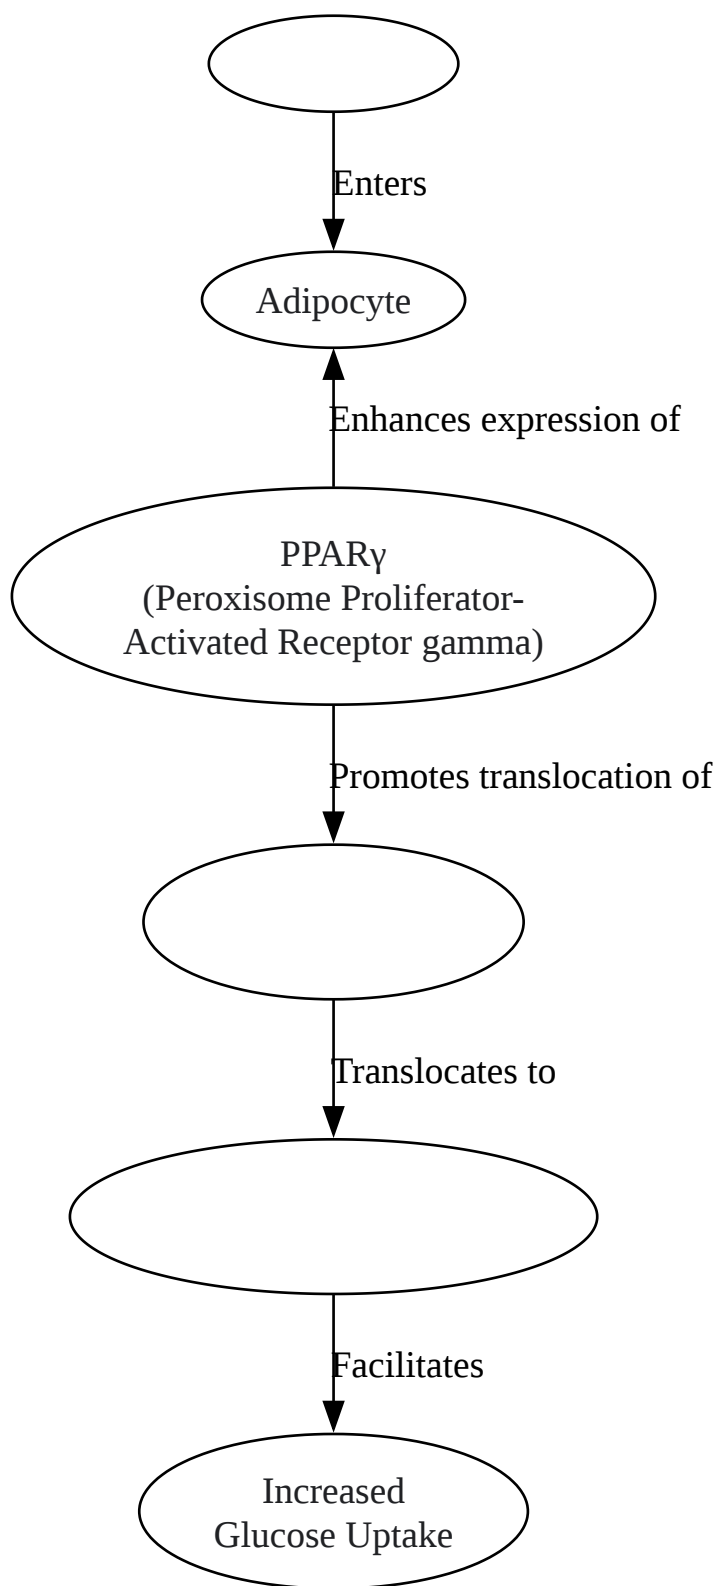 Enters
Adipocyte
Enhances expression of
PPARγ
(Peroxisome Proliferator-
Activated Receptor gamma)
Promotes translocation of
Translocates to
Facilitates
Increased
Glucose Uptake